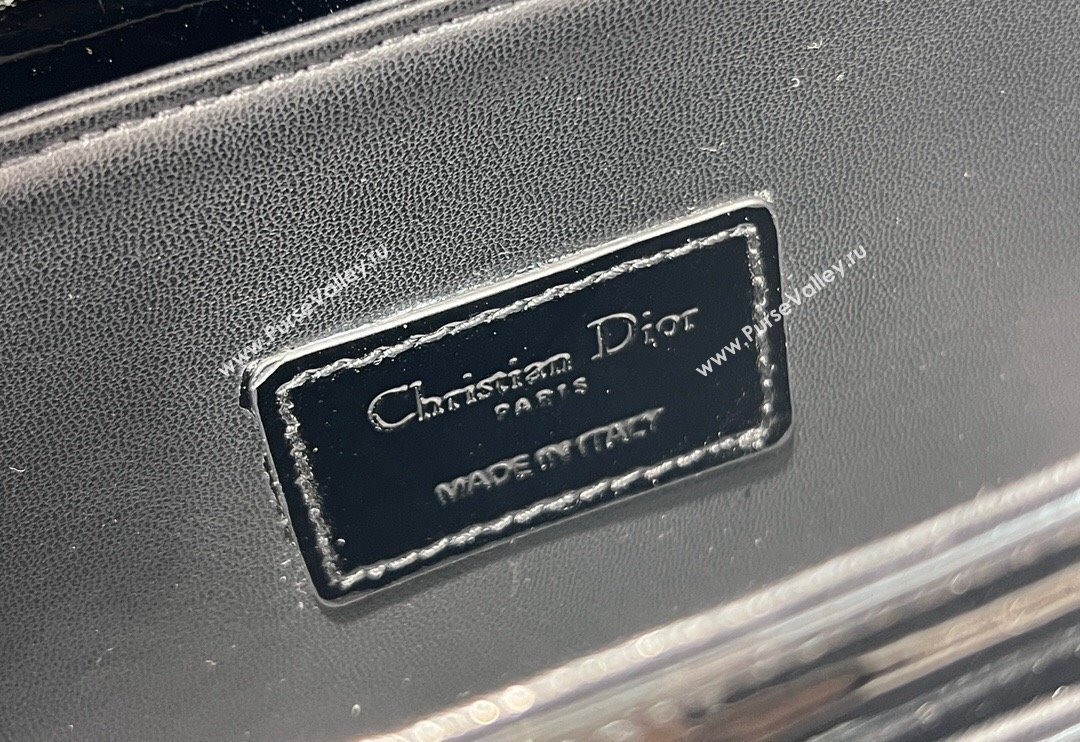 www.PurseValley.ru
www.PurseValley.ru
Christian Dior
PARIS
MADE IN ITALY